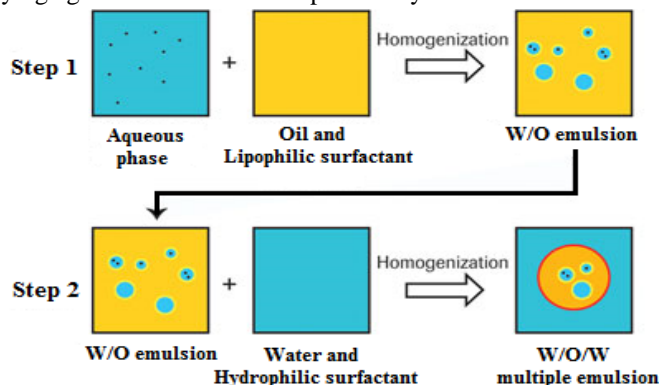 Homogenization
Step 1
+
Aqueous
phase
Oil and
Lipophilic surfactant
W/O emulsion
Homogenization
Step 2
+
W/O emulsion
Water and
Hydrophilic surfactant
W/O/W
multiple emulsion